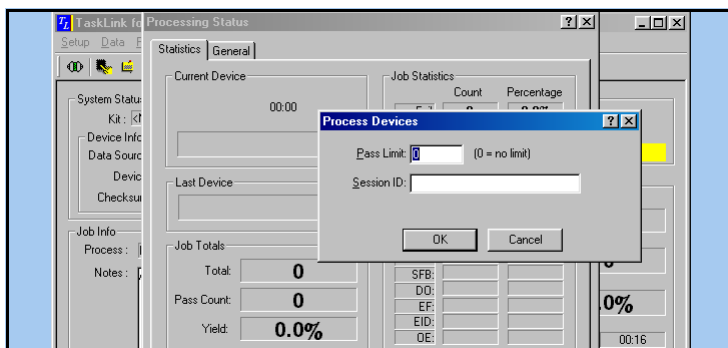 TaskLink fo
Processing Status
Setup Data
Statistics General
Current Device
00:00
Job Statistics
Count Percentage
System Statu
Kit:
Device Info
Data Sourc
Devic
Checksu
Last Device
Job Info
Process:
Notes:
Job Totals
Total: 0
Pass Count: 0
Yield: 0.0%
Process Devices
Pass Limit: 0 (0 = no limit)
Session ID:
OK Cancel
SFB:
DO:
EF:
EID:
OE:
.0%
00:16